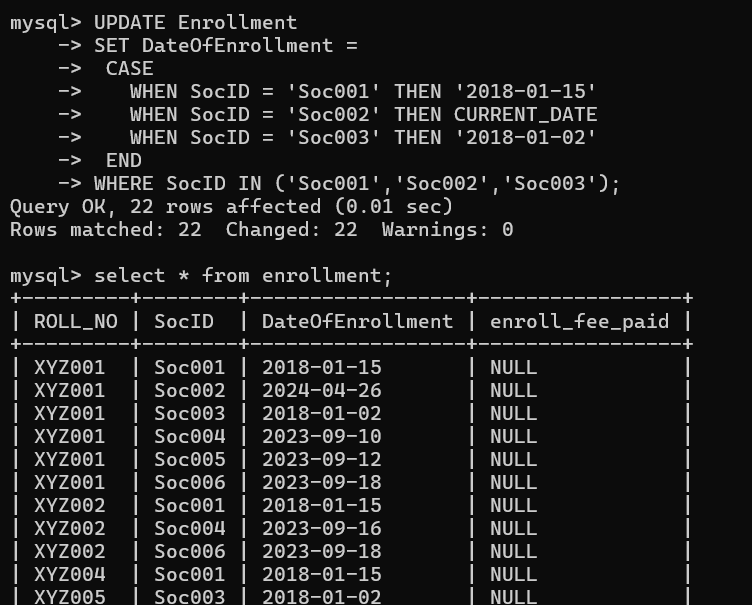 mysql> UPDATE Enrollment
    -> SET DateOfEnrollment =
    ->  CASE
    ->    WHEN SocID = 'Soc001' THEN '2018-01-15'
    ->    WHEN SocID = 'Soc002' THEN CURRENT_DATE
    ->    WHEN SocID = 'Soc003' THEN '2018-01-02'
    ->  END
    -> WHERE SocID IN ('Soc001','Soc002','Soc003');
Query OK, 22 rows affected (0.01 sec)
Rows matched: 22  Changed: 22  Warnings: 0

mysql> select * from enrollment;
+---------+--------+------------------+-----------------+
| ROLL_NO | SocID  | DateOfEnrollment | enroll_fee_paid |
+---------+--------+------------------+-----------------+
| XYZ001  | Soc001 | 2018-01-15       | NULL            |
| XYZ001  | Soc002 | 2024-04-26       | NULL            |
| XYZ001  | Soc003 | 2018-01-02       | NULL            |
| XYZ001  | Soc004 | 2023-09-10       | NULL            |
| XYZ001  | Soc005 | 2023-09-12       | NULL            |
| XYZ001  | Soc006 | 2023-09-18       | NULL            |
| XYZ002  | Soc001 | 2018-01-15       | NULL            |
| XYZ002  | Soc004 | 2023-09-16       | NULL            |
| XYZ002  | Soc006 | 2023-09-18       | NULL            |
| XYZ004  | Soc001 | 2018-01-15       | NULL            |
| XYZ005  | Soc003 | 2018-01-02       | NULL            |